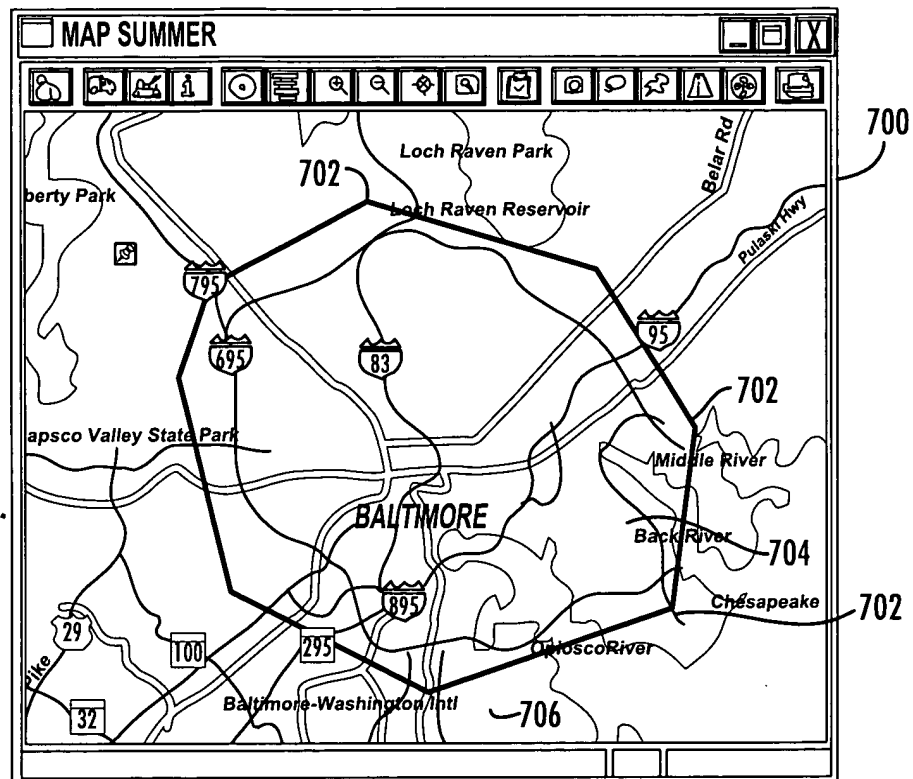 MAP SUMMER
X
i
700
Loch Raven Park
Belar Rd
702
berty Park
Loch Raven Reservoir
Pulaski Hwy
795
95
695
83
702
apsco Valley State Park
Middle River
BALTIMORE
Back River
704
895
Chesapeake
702
29
100
295
OploscoRiver
Pike
Baltimore-Washington Intl
706
32